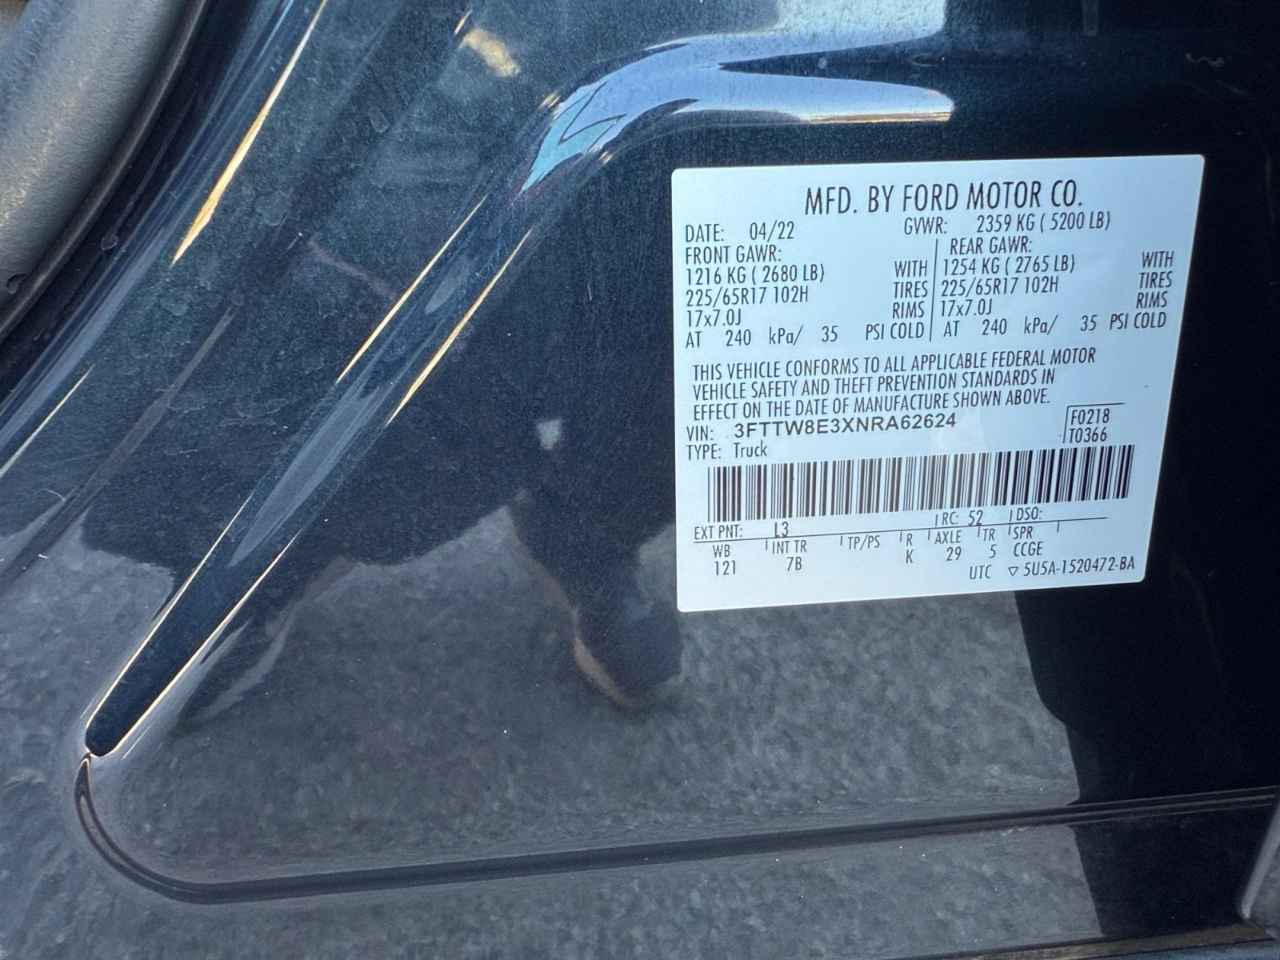 MFD. BY FORD MOTOR CO.
DATE: 04/22 GVWR: 2359 KG ( 5200 LB)
FRONT GAWR: REAR GAWR:
1216 KG ( 2680 LB) WITH 1254 KG ( 2765 LB) WITH
225/65R17 102H TIRES 225/65R17 102H TIRES
17x7.0J RIMS 17x7.0J RIMS
AT 240 kPa/ 35 PSI COLD AT 240 kPa/ 35 PSI COLD
THIS VEHICLE CONFORMS TO ALL APPLICABLE FEDERAL MOTOR
VEHICLE SAFETY AND THEFT PREVENTION STANDARDS IN
EFFECT ON THE DATE OF MANUFACTURE SHOWN ABOVE.
VIN: 3FTTW8E3XNRA62624 F0218
TYPE: Truck T0366
EXT PNT: L3 RC: 52 DSO:
WB INT TR TP/PS R AXLE TR SPR
121 7B K 29 5 CCGE
UTC ▽ 5U5A-1520472-BA